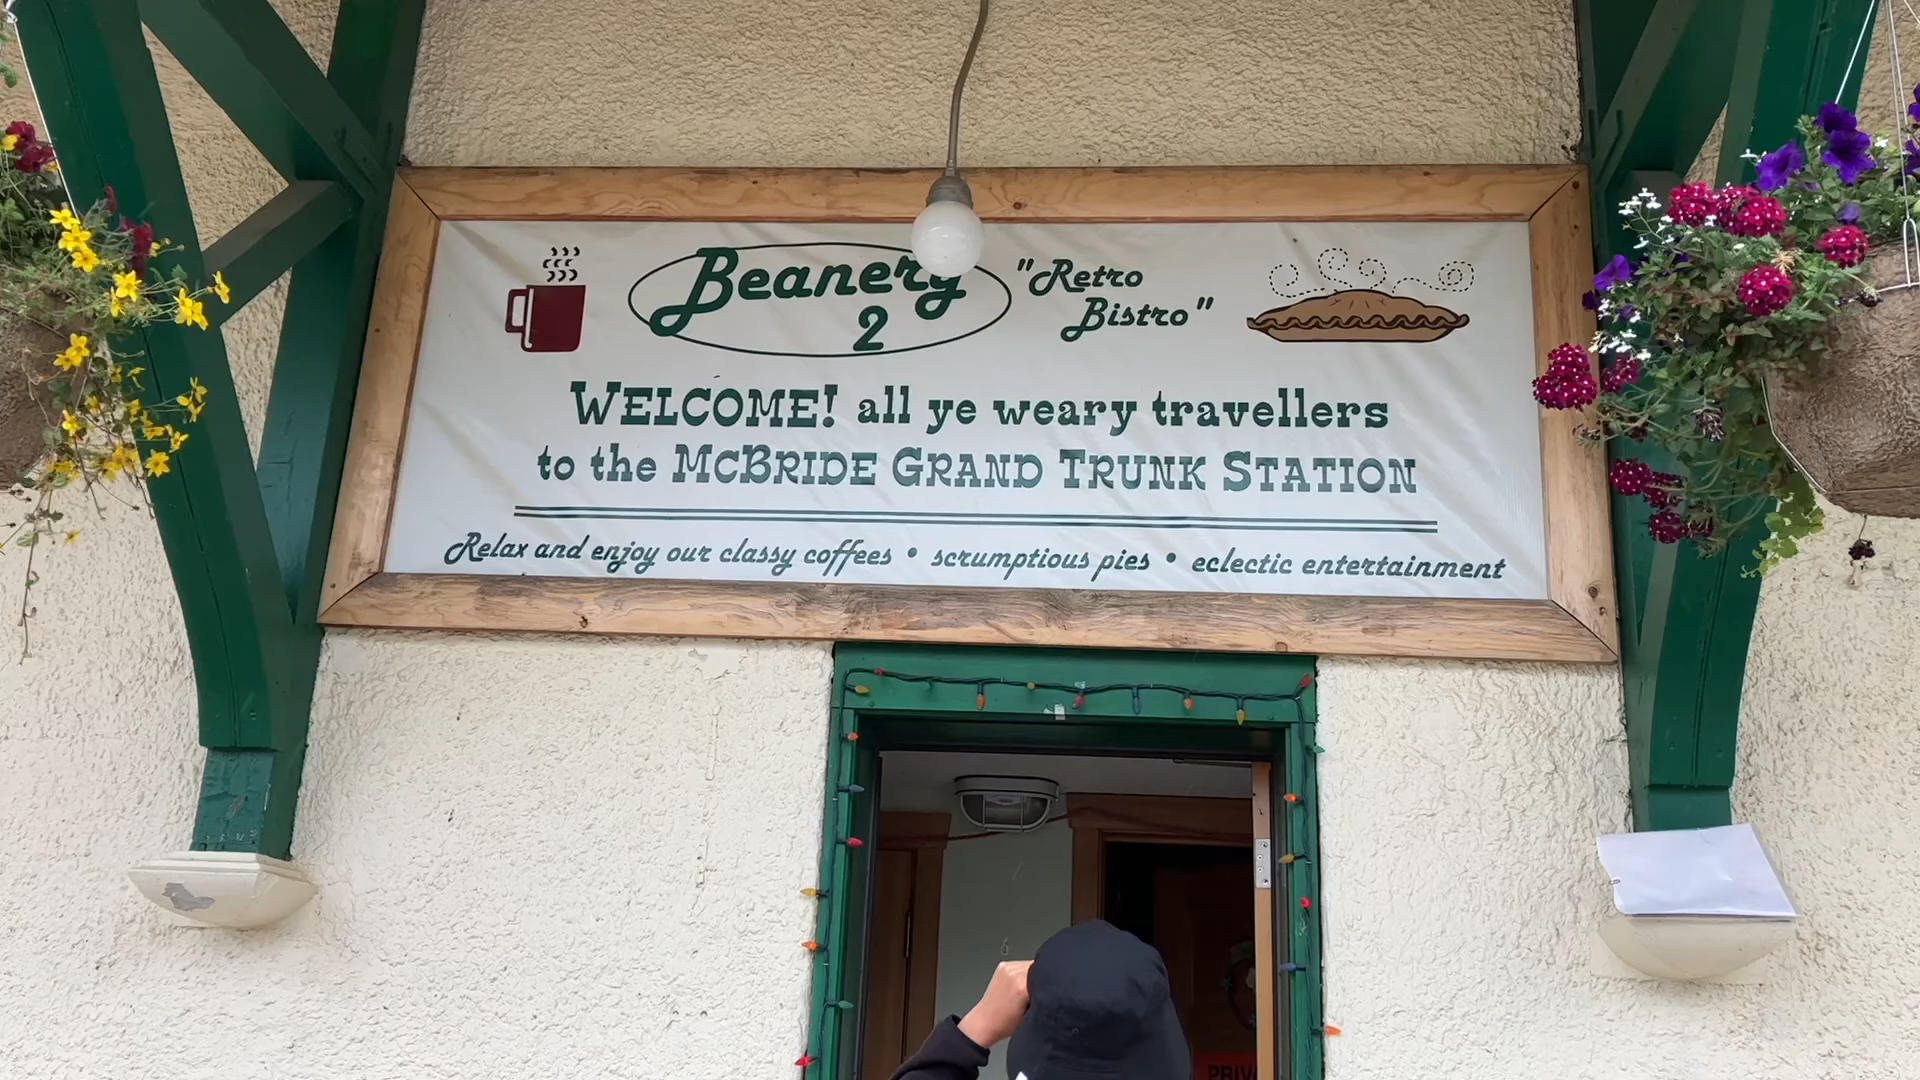 Beanery
2
"Retro
Bistro"
WELCOME! all ye weary travellers
to the MCBRIDE GRAND TRUNK STATION
Relax and enjoy our classy coffees • scrumptious pies • eclectic entertainment